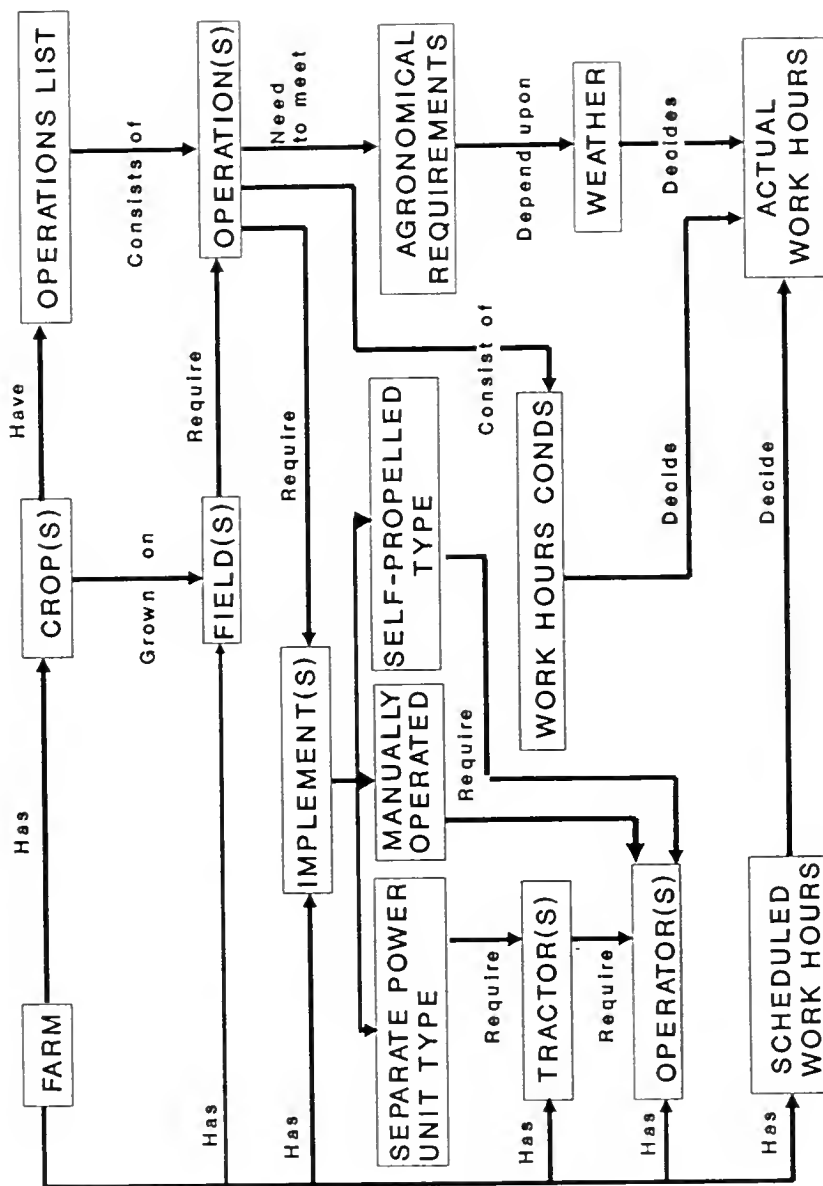 FARM
Has
CROP(S)
Have
OPERATIONS LIST
Grown on
Consists of
Has
FIELD(S)
Require
OPERATION(S)
Has
IMPLEMENT(S)
Require
Need
to meet
SEPARATE POWER
UNIT TYPE
MANUALLY
OPERATED
SELF-PROPELLED
TYPE
AGRONOMICAL
REQUIREMENTS
Require
Require
Consist of
Depend upon
Has
TRACTOR(S)
WORK HOURS CONDS
WEATHER
Require
Has
OPERATOR(S)
Decids
Decides
Has
SCHEDULED
WORK HOURS
Decide
ACTUAL
WORK HOURS